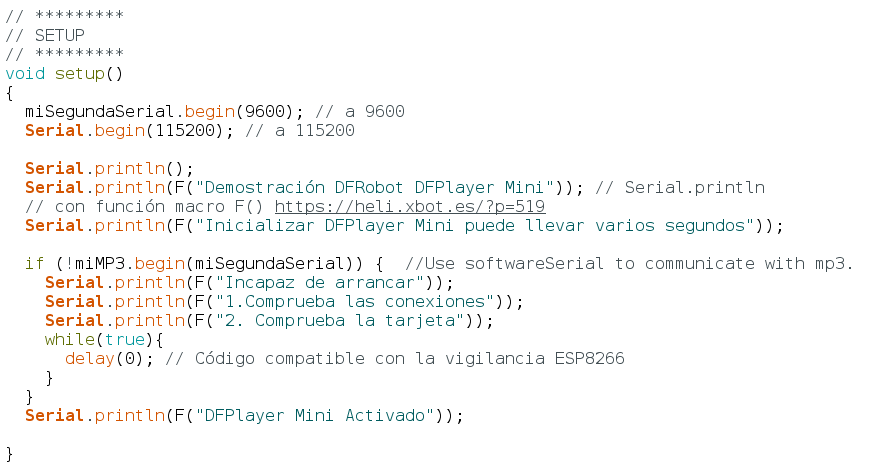 // *********
// SETUP
// *********
void setup()
{
  miSegundaSerial.begin(9600); // a 9600
  Serial.begin(115200); // a 115200

  Serial.println();
  Serial.println(F("Demostración DFRobot DFPlayer Mini")); // Serial.println
  // con función macro F() https://heli.xbot.es/?p=519
  Serial.println(F("Inicializar DFPlayer Mini puede llevar varios segundos"));

  if (!miMP3.begin(miSegundaSerial)) {  //Use softwareSerial to communicate with mp3.
    Serial.println(F("Incapaz de arrancar"));
    Serial.println(F("1.Comprueba las conexiones"));
    Serial.println(F("2. Comprueba la tarjeta"));
    while(true){
      delay(0); // Código compatible con la vigilancia ESP8266
    }
  }
  Serial.println(F("DFPlayer Mini Activado"));

}